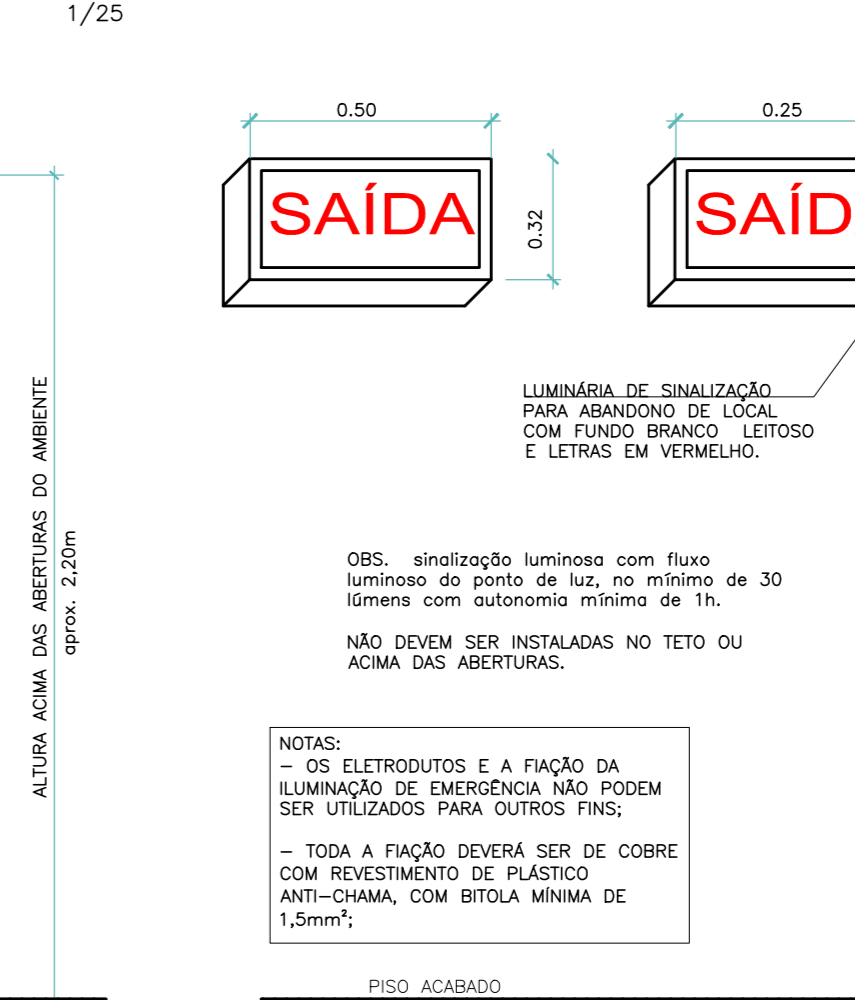 1/25
0.50
0.25
SAÍDA
0.32
SAÍD
LUMINÁRIA DE SINALIZAÇÃO
PARA ABANDONO DE LOCAL
COM FUNDO BRANCO LEITOSO
E LETRAS EM VERMELHO.
ALTURA ACIMA DAS ABERTURAS DO AMBIENTE
aprox. 2,20m
OBS. sinalização luminosa com fluxo
luminoso do ponto de luz, no mínimo de 30
lúmens com autonomia mínima de 1h.
NÃO DEVEM SER INSTALADAS NO TETO OU
ACIMA DAS ABERTURAS.
NOTAS:
– OS ELETRODUTOS E A FIAÇÃO DA
ILUMINAÇÃO DE EMERGÊNCIA NÃO PODEM
SER UTILIZADOS PARA OUTROS FINS;
– TODA A FIAÇÃO DEVERÁ SER DE COBRE
COM REVESTIMENTO DE PLÁSTICO
ANTI–CHAMA, COM BITOLA MÍNIMA DE
1,5mm²;
PISO ACABADO